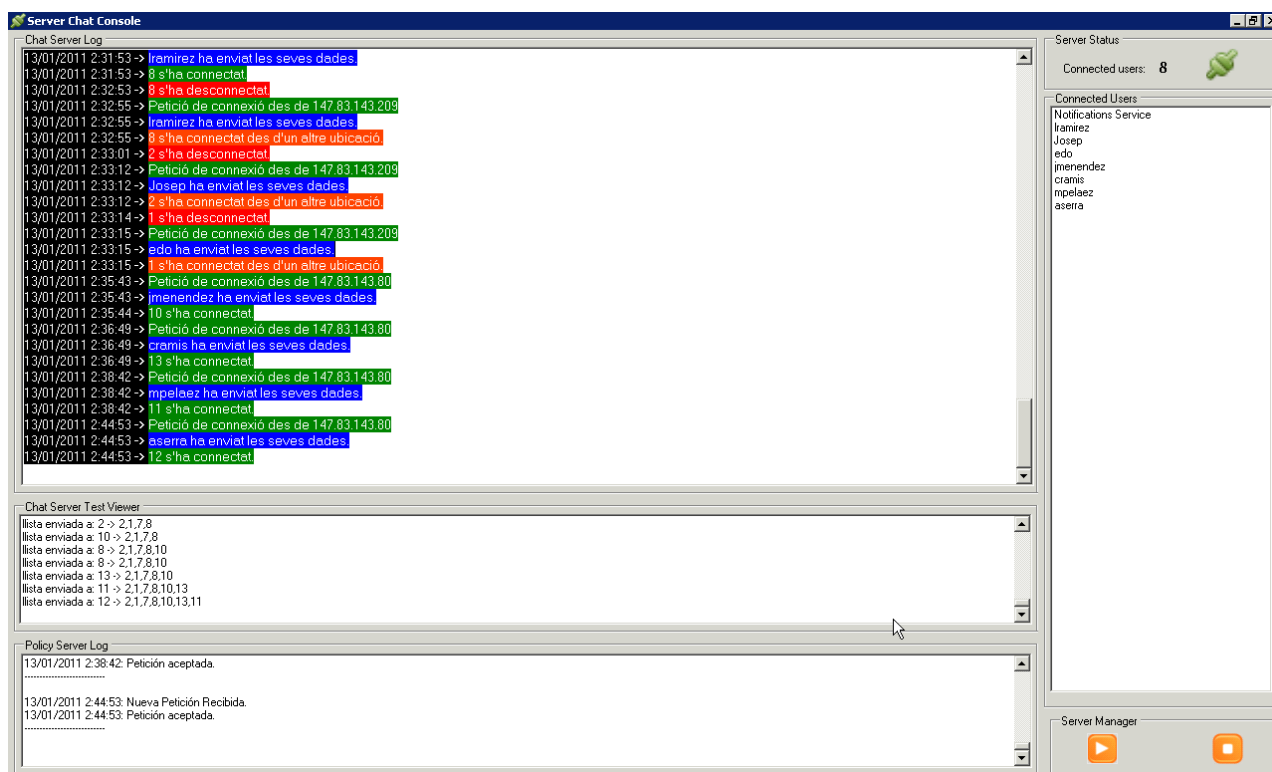 Server Chat Console
Chat Server Log
13/01/2011 2:31:53 -> lramirez ha enviat les seves dades.
13/01/2011 2:31:53 -> 8 s'ha connectat.
13/01/2011 2:32:53 -> 8 s'ha desconnectat.
13/01/2011 2:32:55 -> Petició de connexió des de 147.83.143.209
13/01/2011 2:32:55 -> lramirez ha enviat les seves dades.
13/01/2011 2:32:55 -> 8 s'ha connectat des d'un altre ubicació.
13/01/2011 2:33:01 -> 2 s'ha desconnectat.
13/01/2011 2:33:12 -> Petició de connexió des de 147.83.143.209
13/01/2011 2:33:12 -> Josep ha enviat les seves dades.
13/01/2011 2:33:12 -> 2 s'ha connectat des d'un altre ubicació.
13/01/2011 2:33:14 -> 1 s'ha desconnectat.
13/01/2011 2:33:15 -> Petició de connexió des de 147.83.143.209
13/01/2011 2:33:15 -> edo ha enviat les seves dades.
13/01/2011 2:33:15 -> 1 s'ha connectat des d'un altre ubicació.
13/01/2011 2:35:43 -> Petició de connexió des de 147.83.143.80
13/01/2011 2:35:43 -> jmenendez ha enviat les seves dades.
13/01/2011 2:35:44 -> 10 s'ha connectat.
13/01/2011 2:36:49 -> Petició de connexió des de 147.83.143.80
13/01/2011 2:36:49 -> cramis ha enviat les seves dades.
13/01/2011 2:36:49 -> 13 s'ha connectat.
13/01/2011 2:38:42 -> Petició de connexió des de 147.83.143.80
13/01/2011 2:38:42 -> mpelaez ha enviat les seves dades.
13/01/2011 2:38:42 -> 11 s'ha connectat.
13/01/2011 2:44:53 -> Petició de connexió des de 147.83.143.80
13/01/2011 2:44:53 -> aserra ha enviat les seves dades.
13/01/2011 2:44:53 -> 12 s'ha connectat.
Chat Server Test Viewer
llista enviada a: 2 -> 2,1,7,8
llista enviada a: 10 -> 2,1,7,8
llista enviada a: 8 -> 2,1,7,8,10
llista enviada a: 8 -> 2,1,7,8,10
llista enviada a: 13 -> 2,1,7,8,10
llista enviada a: 11 -> 2,1,7,8,10,13
llista enviada a: 12 -> 2,1,7,8,10,13,11
Policy Server Log
13/01/2011 2:38:42: Petición aceptada.
---------------------------
13/01/2011 2:44:53: Nueva Petición Recibida.
13/01/2011 2:44:53: Petición aceptada.
---------------------------
Server Status
Connected users: 8
Connected Users
Notifications Service
lramirez
Josep
edo
jmenendez
cramis
mpelaez
aserra
Server Manager